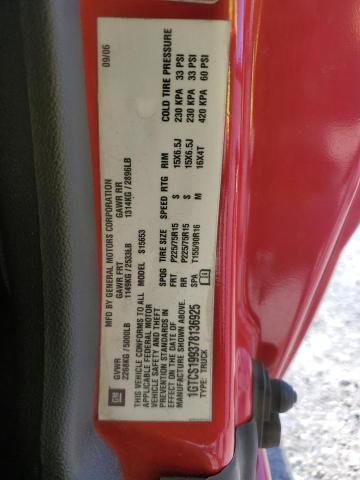 MFD BY GENERAL MOTORS CORPORATION 09/06
GVWR GAWR FRT GAWR RR
2268KG/5000LB 1149KG/2533LB 1314KG/2896LB
THIS VEHICLE CONFORMS TO ALL
APPLICABLE FEDERAL MOTOR
VEHICLE SAFETY AND THEFT
PREVENTION STANDARDS IN
EFFECT ON THE DATE OF
MANUFACTURE SHOWN ABOVE.
1GTCS199378136925
TYPE: TRUCK
MODEL S15653
SPDG TIRE SIZE SPEED RTG RIM COLD TIRE PRESSURE
FRT P225/75R15 S 15X6.5J 230 KPA 33 PSI
RR P225/75R15 S 15X6.5J 230 KPA 33 PSI
SPA T155/90R16 M 16X4T 420 KPA 60 PSI
GM